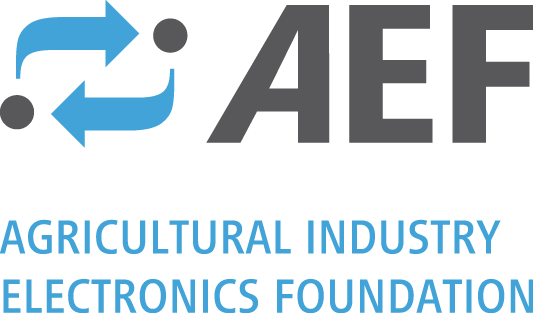 AEF
AGRICULTURAL INDUSTRY
ELECTRONICS FOUNDATION